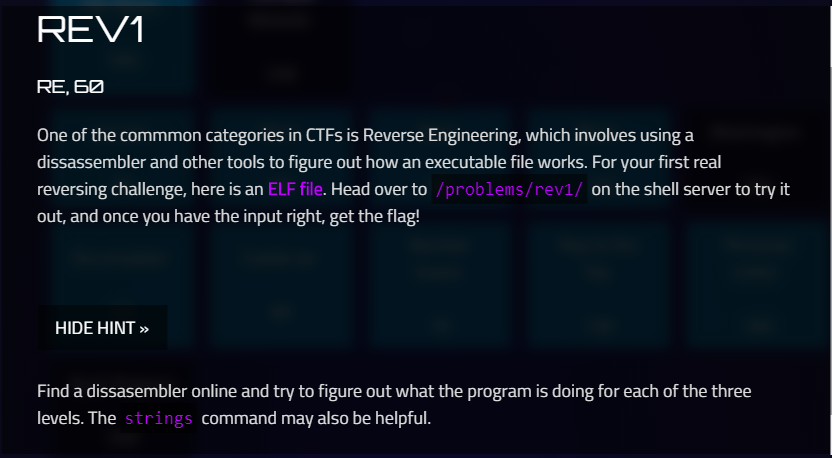 REV1
RE, 60
One of the commmon categories in CTFs is Reverse Engineering, which involves using a
dissassembler and other tools to figure out how an executable file works. For your first real
reversing challenge, here is an ELF file. Head over to /problems/rev1/ on the shell server to try it
out, and once you have the input right, get the flag!
HIDE HINT »
Find a dissasembler online and try to figure out what the program is doing for each of the three
levels. The strings command may also be helpful.